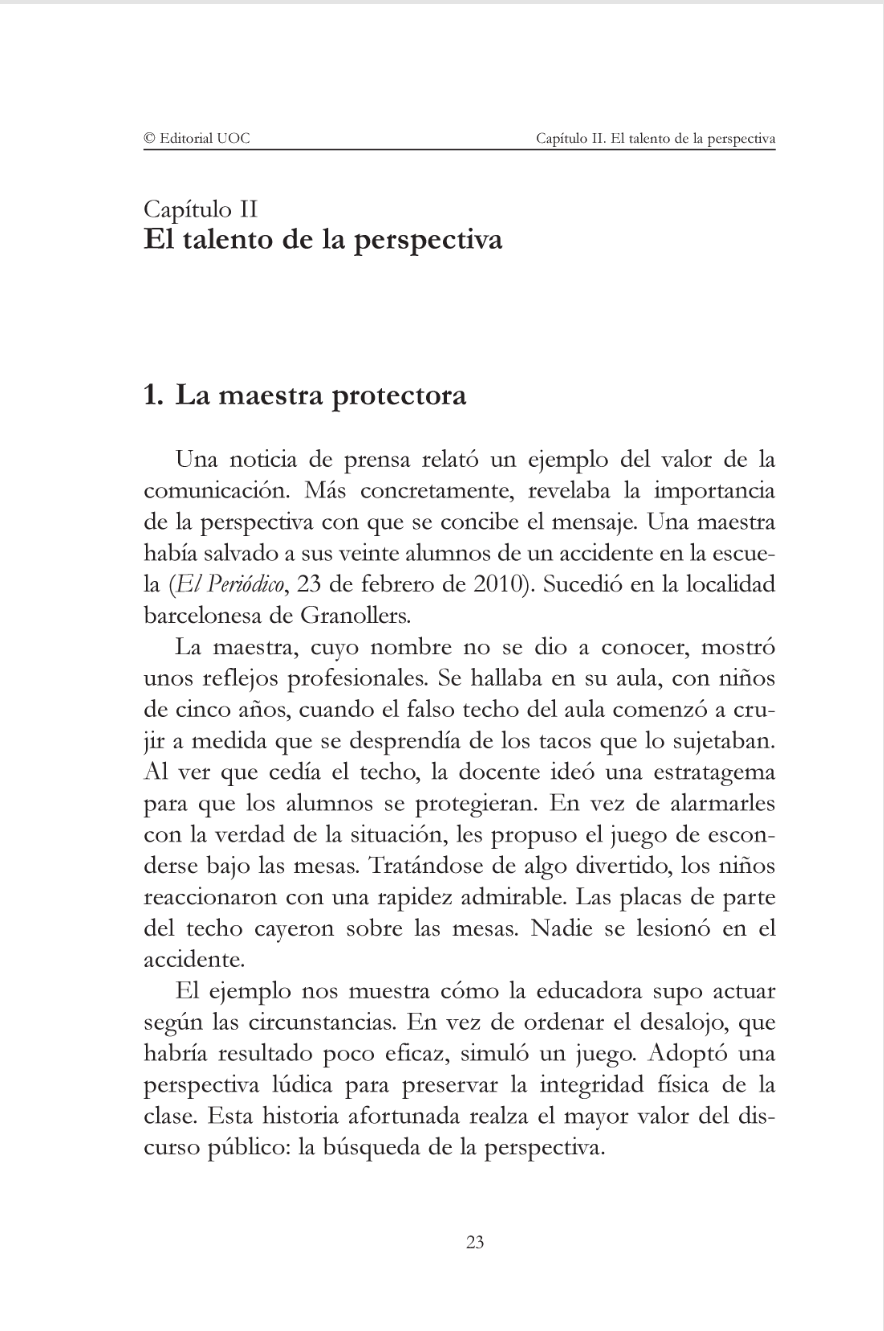 © Editorial UOC Capítulo II. El talento de la perspectiva
Capítulo II
El talento de la perspectiva
1. La maestra protectora
Una noticia de prensa relató un ejemplo del valor de la
comunicación. Más concretamente, revelaba la importancia
de la perspectiva con que se concibe el mensaje. Una maestra
había salvado a sus veinte alumnos de un accidente en la escue-
la (El Periódico, 23 de febrero de 2010). Sucedió en la localidad
barcelonesa de Granollers.
La maestra, cuyo nombre no se dio a conocer, mostró
unos reflejos profesionales. Se hallaba en su aula, con niños
de cinco años, cuando el falso techo del aula comenzó a cru-
jir a medida que se desprendía de los tacos que lo sujetaban.
Al ver que cedía el techo, la docente ideó una estratagema
para que los alumnos se protegieran. En vez de alarmarles
con la verdad de la situación, les propuso el juego de escon-
derse bajo las mesas. Tratándose de algo divertido, los niños
reaccionaron con una rapidez admirable. Las placas de parte
del techo cayeron sobre las mesas. Nadie se lesionó en el
accidente.
El ejemplo nos muestra cómo la educadora supo actuar
según las circunstancias. En vez de ordenar el desalojo, que
habría resultado poco eficaz, simuló un juego. Adoptó una
perspectiva lúdica para preservar la integridad física de la
clase. Esta historia afortunada realza el mayor valor del dis-
curso público: la búsqueda de la perspectiva.
23